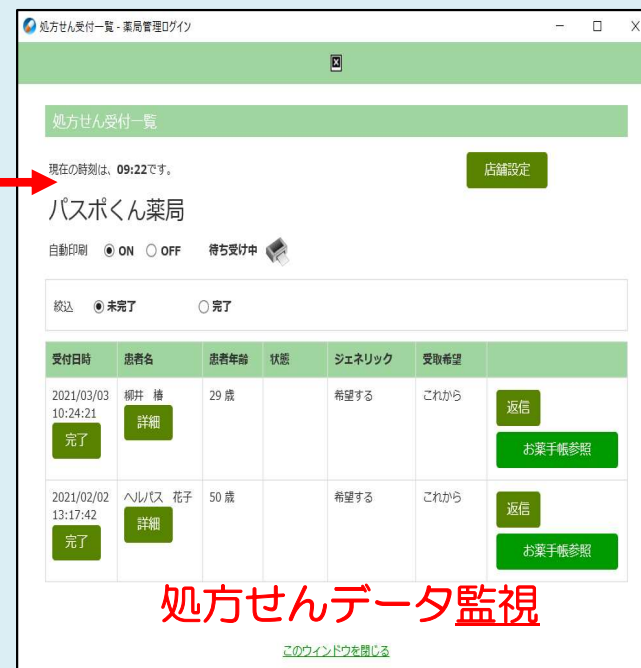 処方せん受付一覧 - 薬局管理ログイン
処方せん受付一覧
現在の時刻は、09:22です。
店舗設定
パスポくん薬局
自動印刷 ON OFF 待ち受け中
絞込 未完了 完了
受付日時 患者名 患者年齢 状態 ジェネリック 受取希望
2021/03/03 柳井 椿 29 歳 希望する これから
10:24:21
詳細
返信
完了
お薬手帳参照
2021/02/02 ヘルパス 花子 50 歳 希望する これから
13:17:42
詳細
返信
完了
お薬手帳参照
処方せんデータ監視
このウィンドウを閉じる